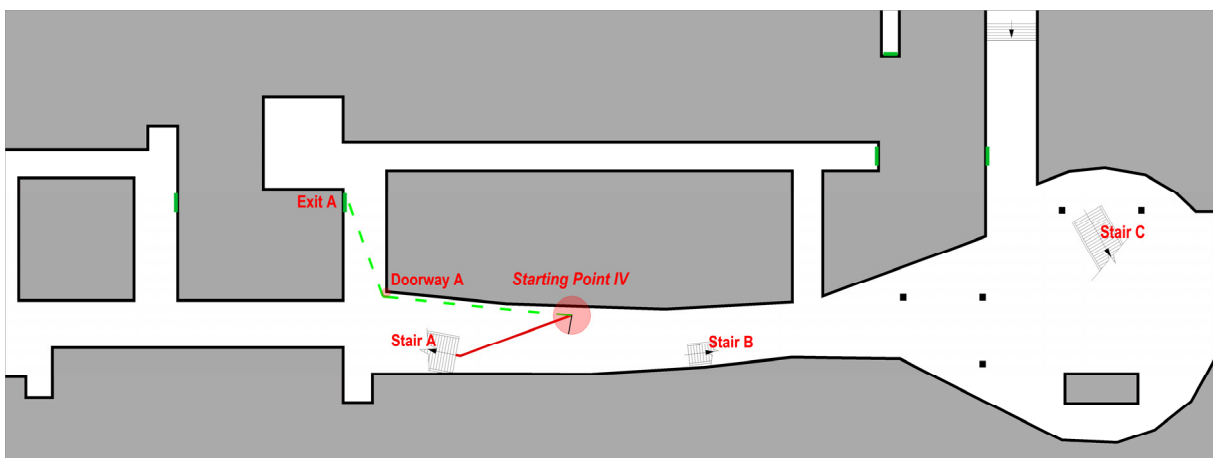 Exit A
Stair C
Doorway A
Starting Point IV
Stair A
Stair B